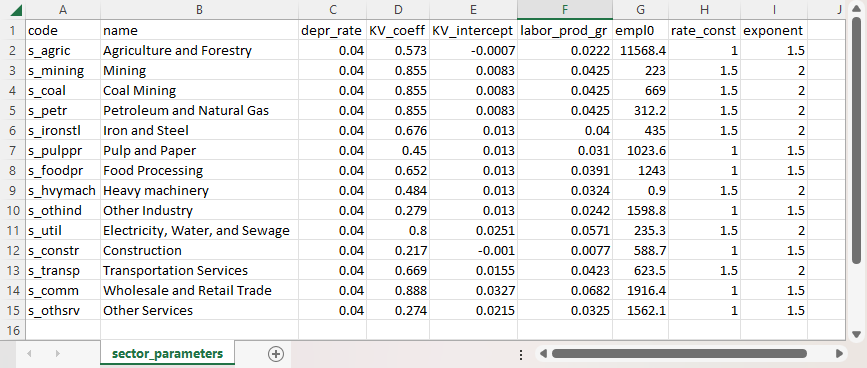 A B C D E F G H I J
1 code name depr_rate KV_coeff KV_intercept labor_prod_gr empl0 rate_const exponent
2 s_agric Agriculture and Forestry 0.04 0.573 -0.0007 0.0222 11568.4 1 1.5
3 s_mining Mining 0.04 0.855 0.0083 0.0425 223 1.5 2
4 s_coal Coal Mining 0.04 0.855 0.0083 0.0425 669 1.5 2
5 s_petr Petroleum and Natural Gas 0.04 0.855 0.0083 0.0425 312.2 1.5 2
6 s_ironstl Iron and Steel 0.04 0.676 0.013 0.04 435 1.5 2
7 s_pulppr Pulp and Paper 0.04 0.45 0.013 0.031 1023.6 1 1.5
8 s_foodpr Food Processing 0.04 0.652 0.013 0.0391 1243 1 1.5
9 s_hvymach Heavy machinery 0.04 0.484 0.013 0.0324 0.9 1.5 2
10 s_othind Other Industry 0.04 0.279 0.013 0.0242 1598.8 1 1.5
11 s_util Electricity, Water, and Sewage 0.04 0.8 0.0251 0.0571 235.3 1.5 2
12 s_constr Construction 0.04 0.217 -0.001 0.0077 588.7 1 1.5
13 s_transp Transportation Services 0.04 0.669 0.0155 0.0423 623.5 1.5 2
14 s_comm Wholesale and Retail Trade 0.04 0.888 0.0327 0.0682 1916.4 1 1.5
15 s_othsrv Other Services 0.04 0.274 0.0215 0.0325 1562.1 1 1.5
16
sector_parameters